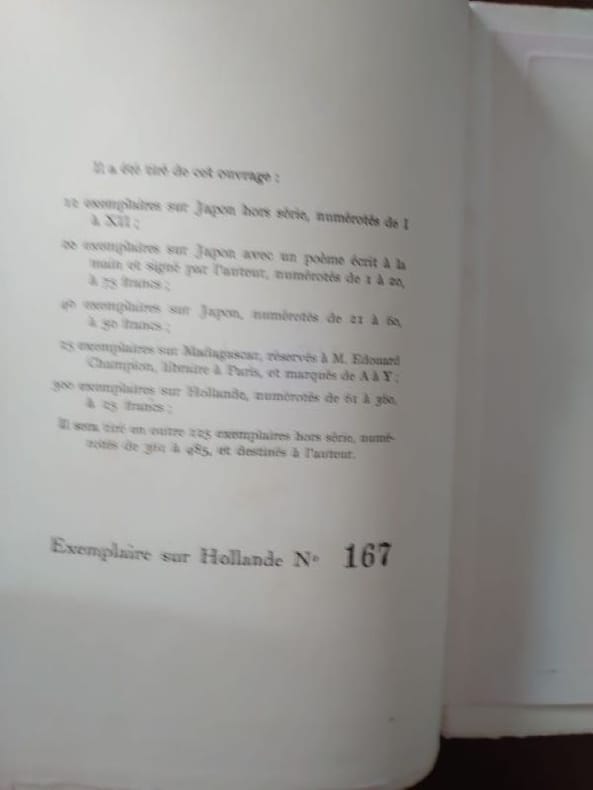 Il a été tiré de cet ouvrage :
12 exemplaires sur Japon hors série, numérotés de I
à XII ;
20 exemplaires sur Japon avec un poème écrit à la
main et signé par l'auteur, numérotés de 1 à 20,
à 75 francs ;
40 exemplaires sur Japon, numérotés de 21 à 60,
à 50 francs ;
25 exemplaires sur Madagascar, réservés à M. Edouard
Champion, libraire à Paris, et marqués de A à Y ;
300 exemplaires sur Hollande, numérotés de 61 à 360,
à 25 francs ;
Il sera tiré en outre 125 exemplaires hors série, numé-
rotés de 361 à 485, et destinés à l'auteur.
Exemplaire sur Hollande N° 167